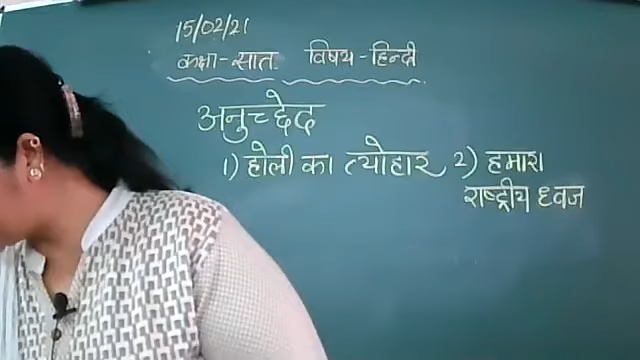 15/02/21
कक्षा - सात विषय - हिन्दी
अनुच्छेद
1) होली का त्योहार 2) हमारा
राष्ट्रीय ध्वज